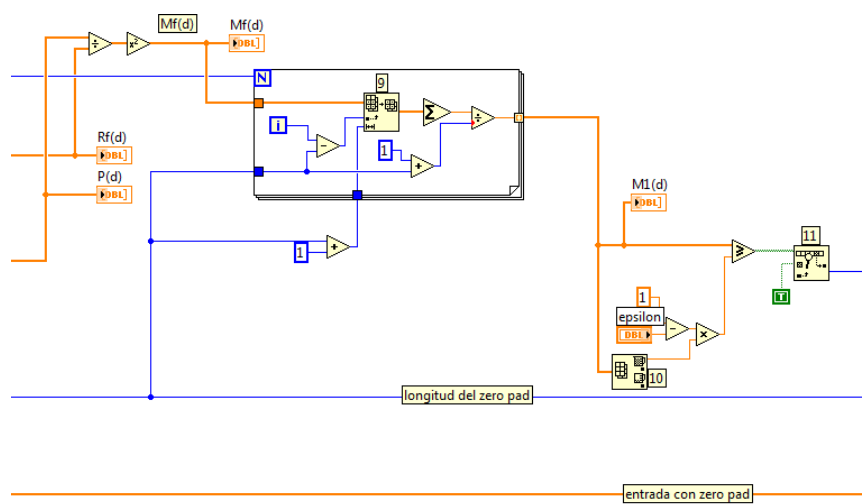 Mf(d)
Mf(d)
DBL
÷
x²
N
9
Σ
÷
i
−
1
+
Rf(d)
DBL
P(d)
DBL
M1(d)
DBL
1
+
11
≥
T
1
epsilon
DBL
−
×
10
longitud del zero pad
entrada con zero pad